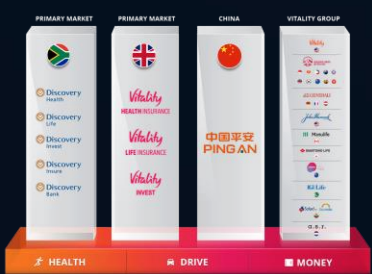 PRIMARY MARKET
PRIMARY MARKET
CHINA
VITALITY GROUP
Discovery
Health
Discovery
Life
Discovery
Invest
Discovery
Insure
Discovery
Bank
Vitality
HEALTH INSURANCE
Vitality
LIFE INSURANCE
Vitality
INVEST
中国平安
PING AN
Vitality
GENERALI
John Hancock
Manulife
HEALTH
DRIVE
MONEY